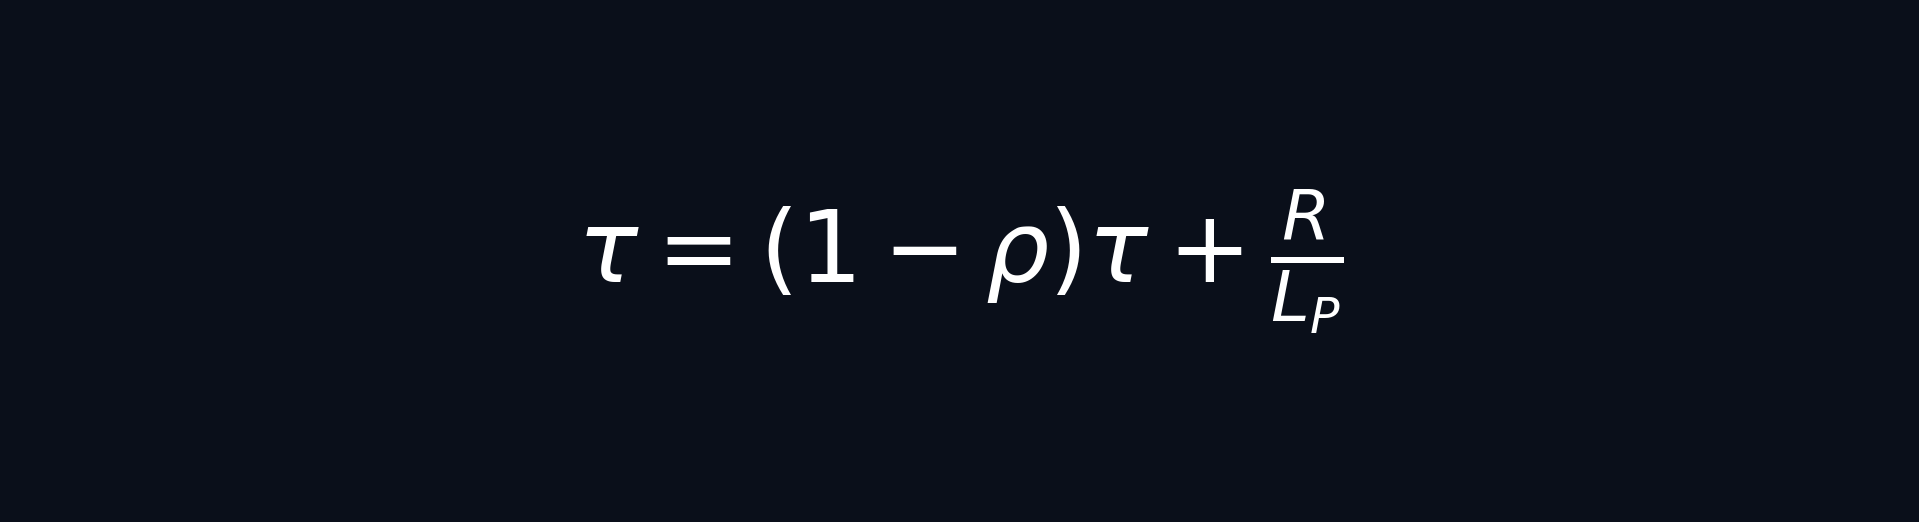 τ = (1 − ρ)τ + R/L_P